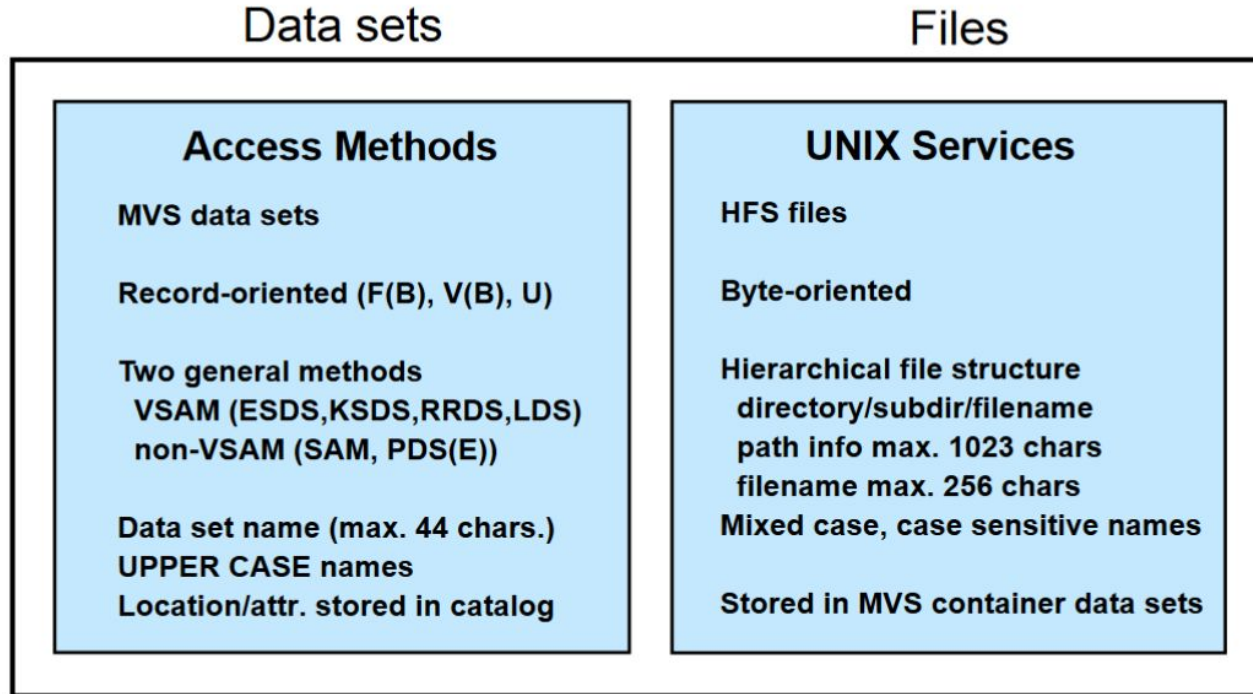 Data sets
Files
Access Methods
MVS data sets
Record-oriented (F(B), V(B), U)
Two general methods
VSAM (ESDS,KSDS,RRDS,LDS)
non-VSAM (SAM, PDS(E))
Data set name (max. 44 chars.)
UPPER CASE names
Location/attr. stored in catalog
UNIX Services
HFS files
Byte-oriented
Hierarchical file structure
directory/subdir/filename
path info max. 1023 chars
filename max. 256 chars
Mixed case, case sensitive names
Stored in MVS container data sets